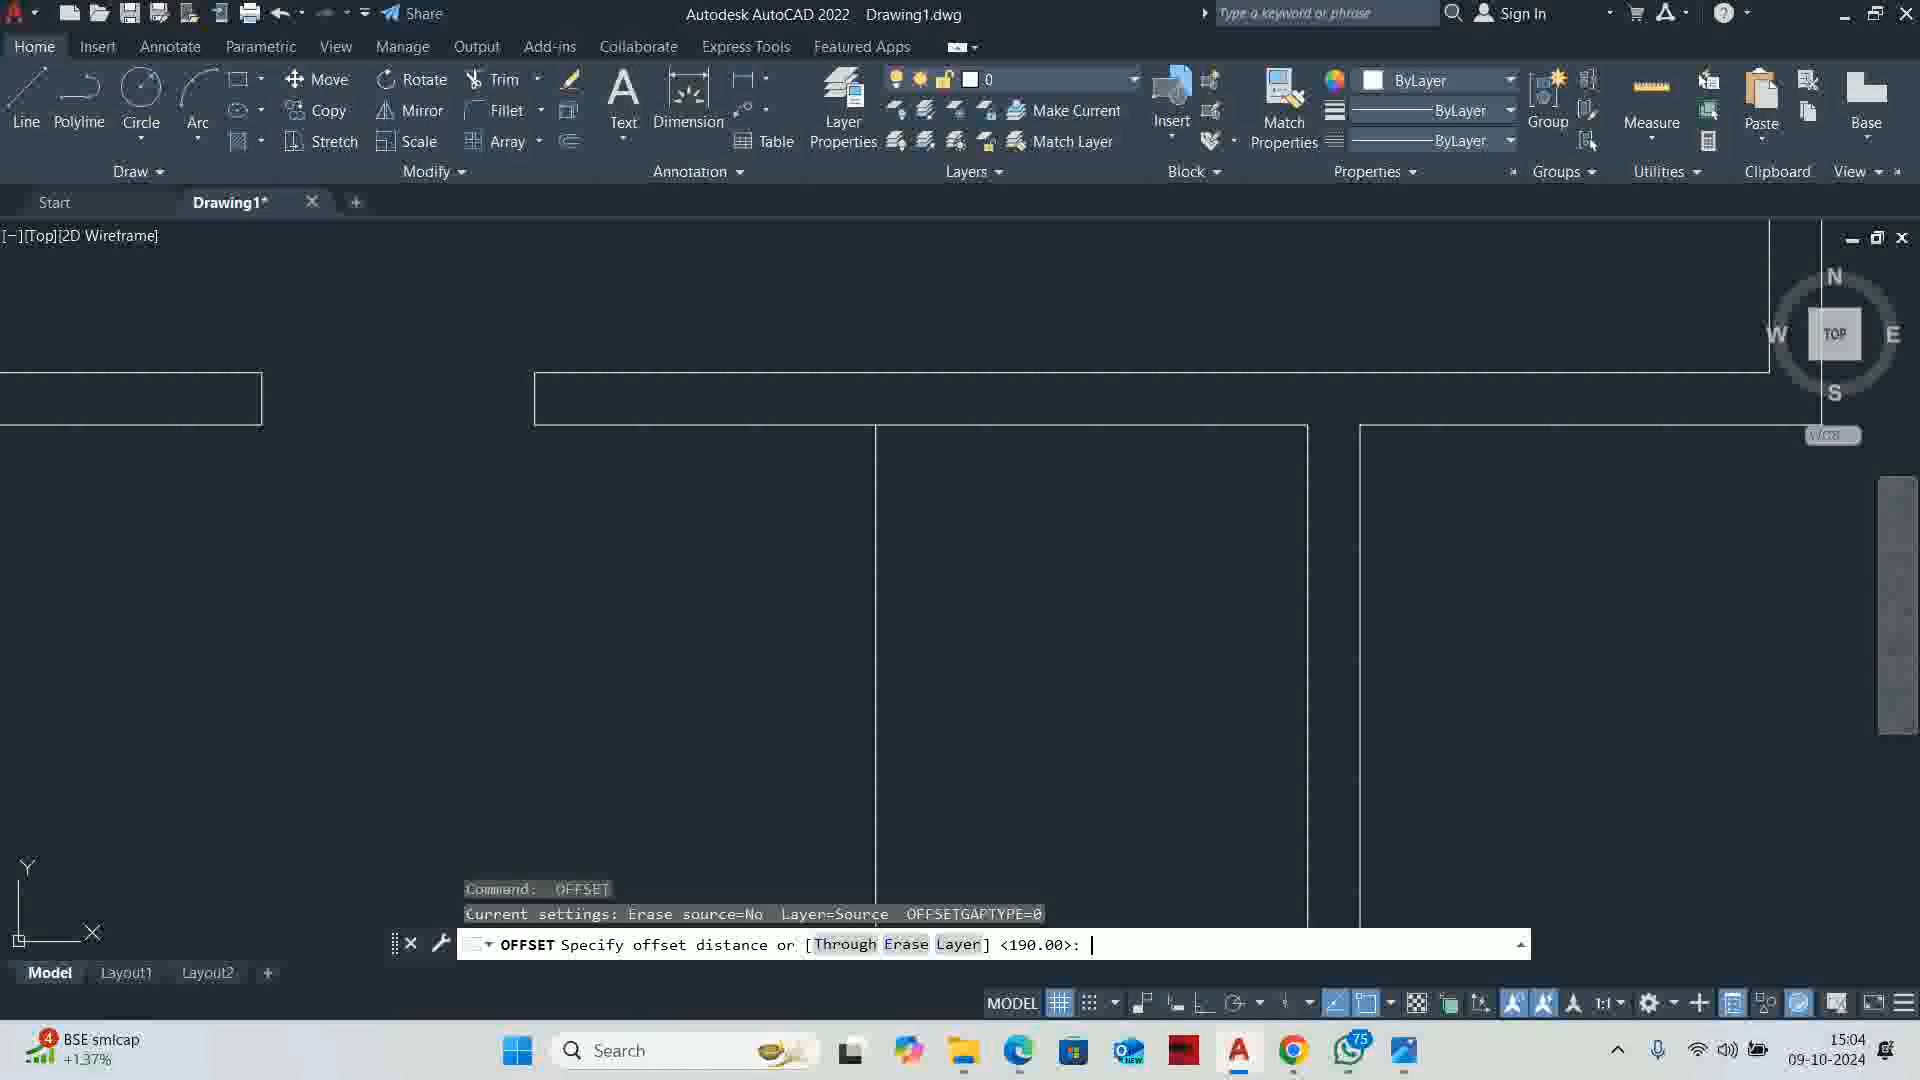 Share
Autodesk AutoCAD 2022 Drawing1.dwg
Type a keyword or phrase
Sign In
Home Insert Annotate Parametric View Manage Output Add-ins Collaborate Express Tools Featured Apps
Line
Polyline
Circle
Arc
Move
Rotate
Trim
Copy
Mirror
Fillet
Stretch
Scale
Array
Text
Dimension
Table
Layer
Properties
0
Make Current
Match Layer
Insert
Match
Properties
ByLayer
ByLayer
ByLayer
Group
Measure
Paste
Base
Draw
Modify
Annotation
Layers
Block
Properties
Groups
Utilities
Clipboard
View
Start
Drawing1*
[−][Top][2D Wireframe]
N
W
TOP
E
S
WCS
Y
X
Command: OFFSET
Current settings: Erase source=No Layer=Source OFFSETGAPTYPE=0
OFFSET Specify offset distance or [Through Erase Layer] <190.00>:
Model Layout1 Layout2 +
MODEL
1:1
4
BSE smlcap
+1.37%
Search
NEW
75
15:04
09-10-2024